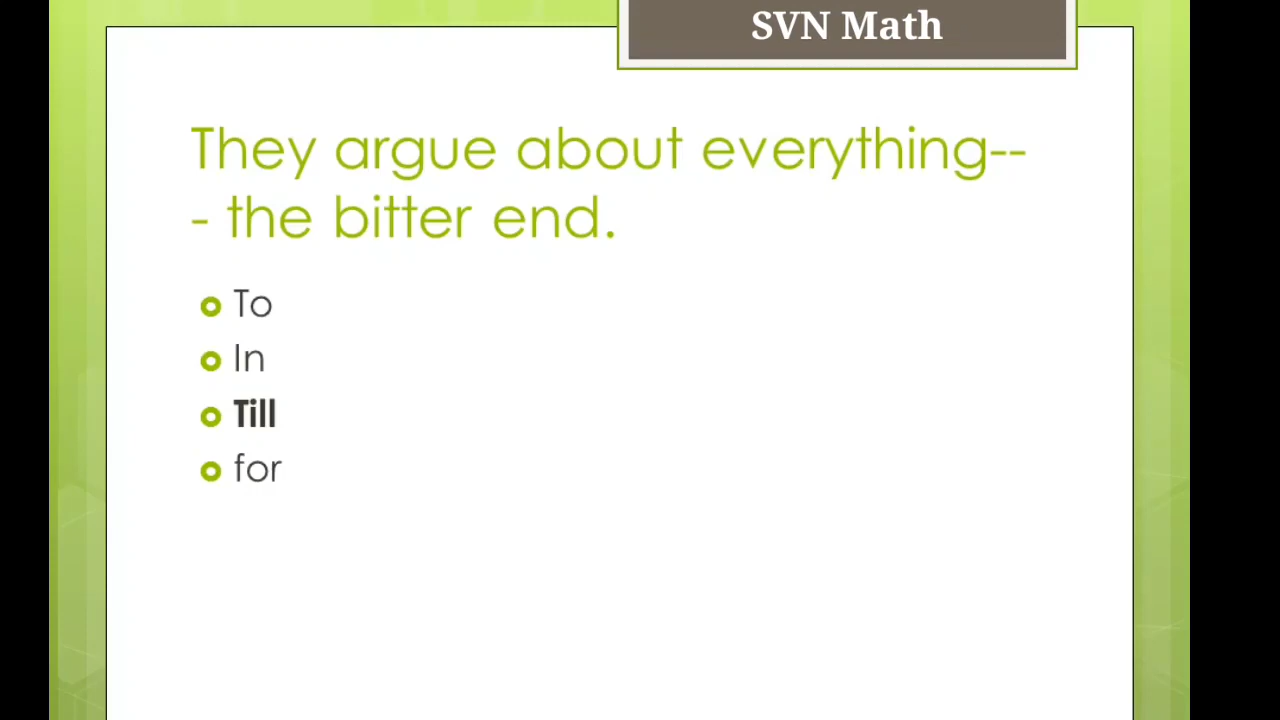 SVN Math
They argue about everything--
- the bitter end.
To
In
Till
for